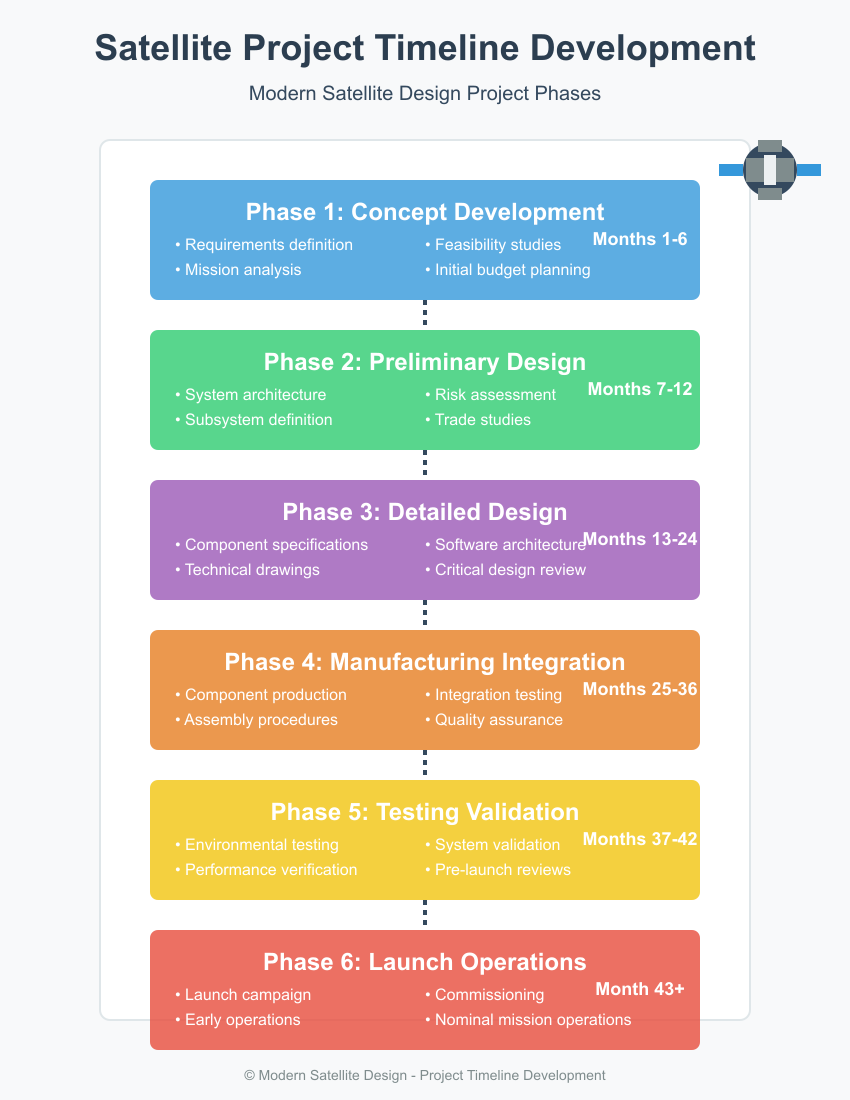 Satellite Project Timeline Development
Modern Satellite Design Project Phases
Phase 1: Concept Development
• Requirements definition
• Mission analysis
• Feasibility studies
• Initial budget planning
Months 1-6
Phase 2: Preliminary Design
• System architecture
• Subsystem definition
• Risk assessment
• Trade studies
Months 7-12
Phase 3: Detailed Design
• Component specifications
• Technical drawings
• Software architecture
• Critical design review
Months 13-24
Phase 4: Manufacturing Integration
• Component production
• Assembly procedures
• Integration testing
• Quality assurance
Months 25-36
Phase 5: Testing Validation
• Environmental testing
• Performance verification
• System validation
• Pre-launch reviews
Months 37-42
Phase 6: Launch Operations
• Launch campaign
• Early operations
• Commissioning
• Nominal mission operations
Month 43+
© Modern Satellite Design - Project Timeline Development